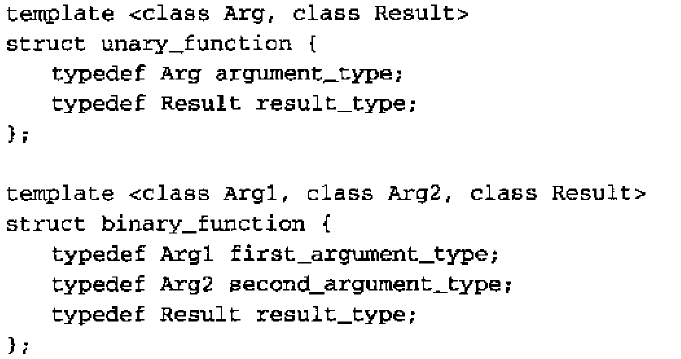 template <class Arg, class Result>
struct unary_function {
    typedef Arg argument_type;
    typedef Result result_type;
};

template <class Arg1, class Arg2, class Result>
struct binary_function {
    typedef Arg1 first_argument_type;
    typedef Arg2 second_argument_type;
    typedef Result result_type;
};